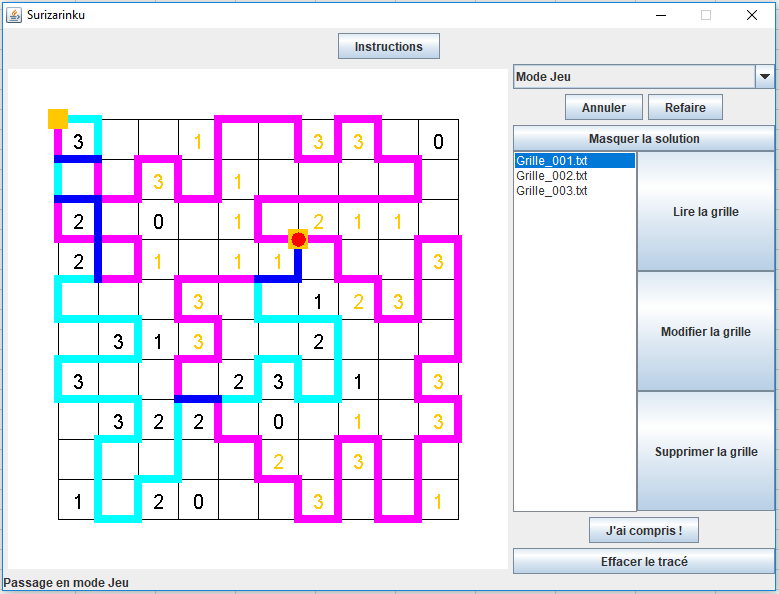 Surizarinku
Instructions
Mode Jeu
Annuler Refaire
Masquer la solution
Grille_001.txt
Grille_002.txt
Grille_003.txt
Lire la grille
Modifier la grille
Supprimer la grille
J'ai compris !
Effacer le tracé
3 1 3 3 0
3 1
2 0 1 2 1 1
2 1 1 1 3
3 1 2 3
3 1 3 2
3 2 3 1 3
3 2 2 0 1 3
2 3
1 2 0 3 1
Passage en mode Jeu